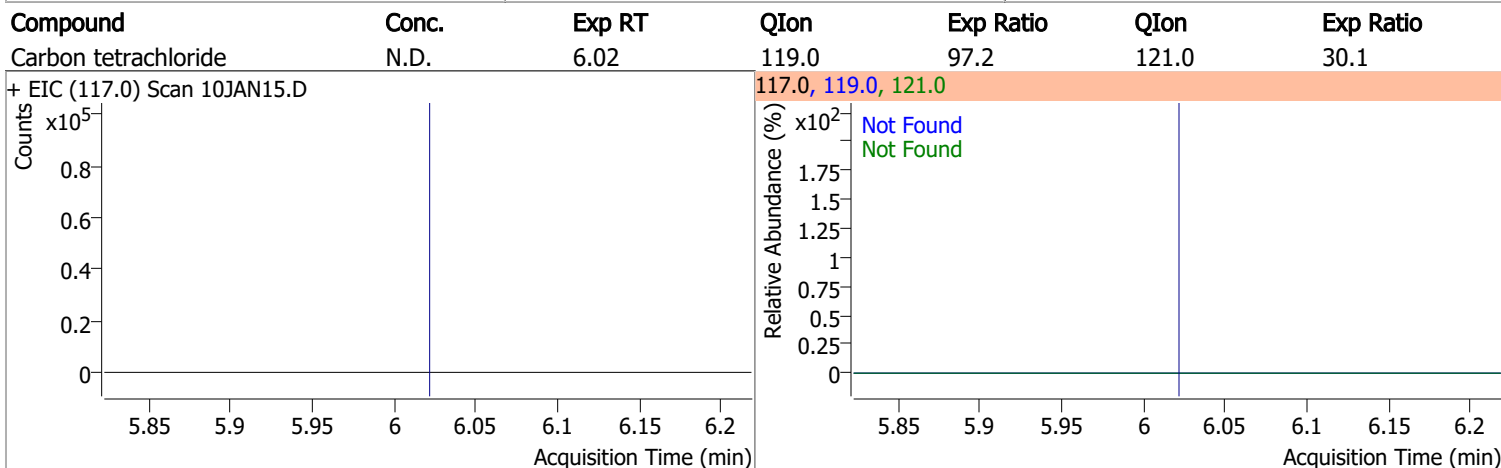 Compound Conc. Exp RT QIon Exp Ratio QIon Exp Ratio
Carbon tetrachloride N.D. 6.02 119.0 97.2 121.0 30.1
+ EIC (117.0) Scan 10JAN15.D
Counts
x10⁵
0.8
0.6
0.4
0.2
0
5.85 5.9 5.95 6 6.05 6.1 6.15 6.2
Acquisition Time (min)
117.0, 119.0, 121.0
Relative Abundance (%)
x10²
Not Found
Not Found
1.75
1.5
1.25
1
0.75
0.5
0.25
0
5.85 5.9 5.95 6 6.05 6.1 6.15 6.2
Acquisition Time (min)